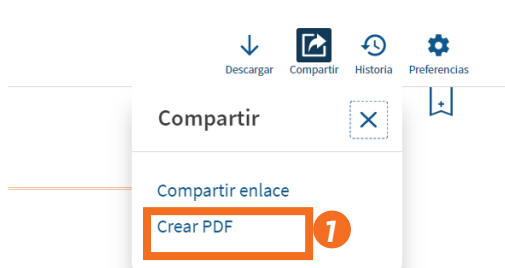 Descargar Compartir Historia Preferencias
Compartir
Compartir enlace
Crear PDF
1